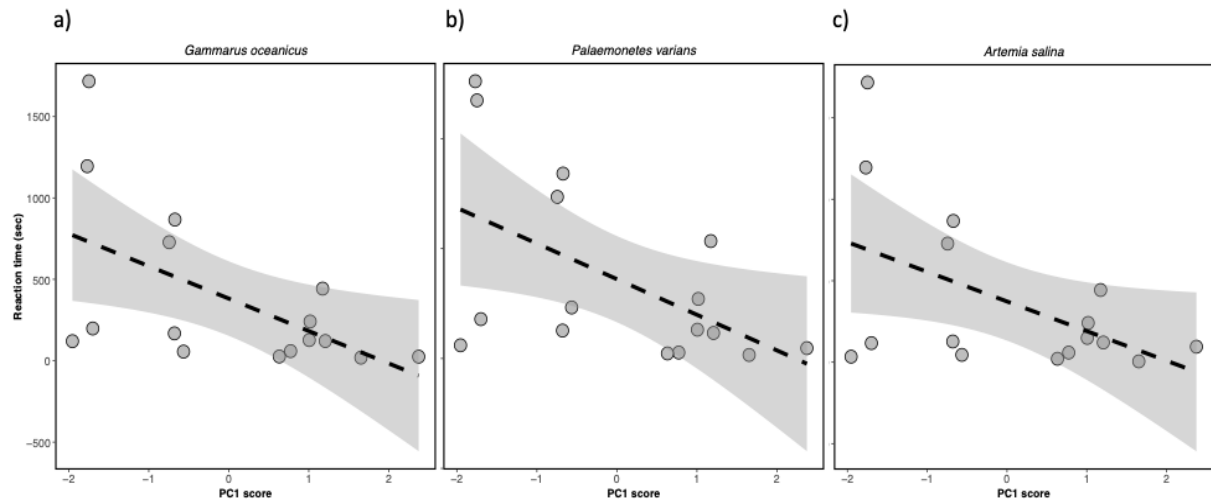 a) b) c)
Gammarus oceanicus Palaemonetes varians Artemia salina
Reaction time (sec)
1500
1000
500
0
−500
−2 −1 0 1 2 −2 −1 0 1 2 −2 −1 0 1 2
PC1 score PC1 score PC1 score